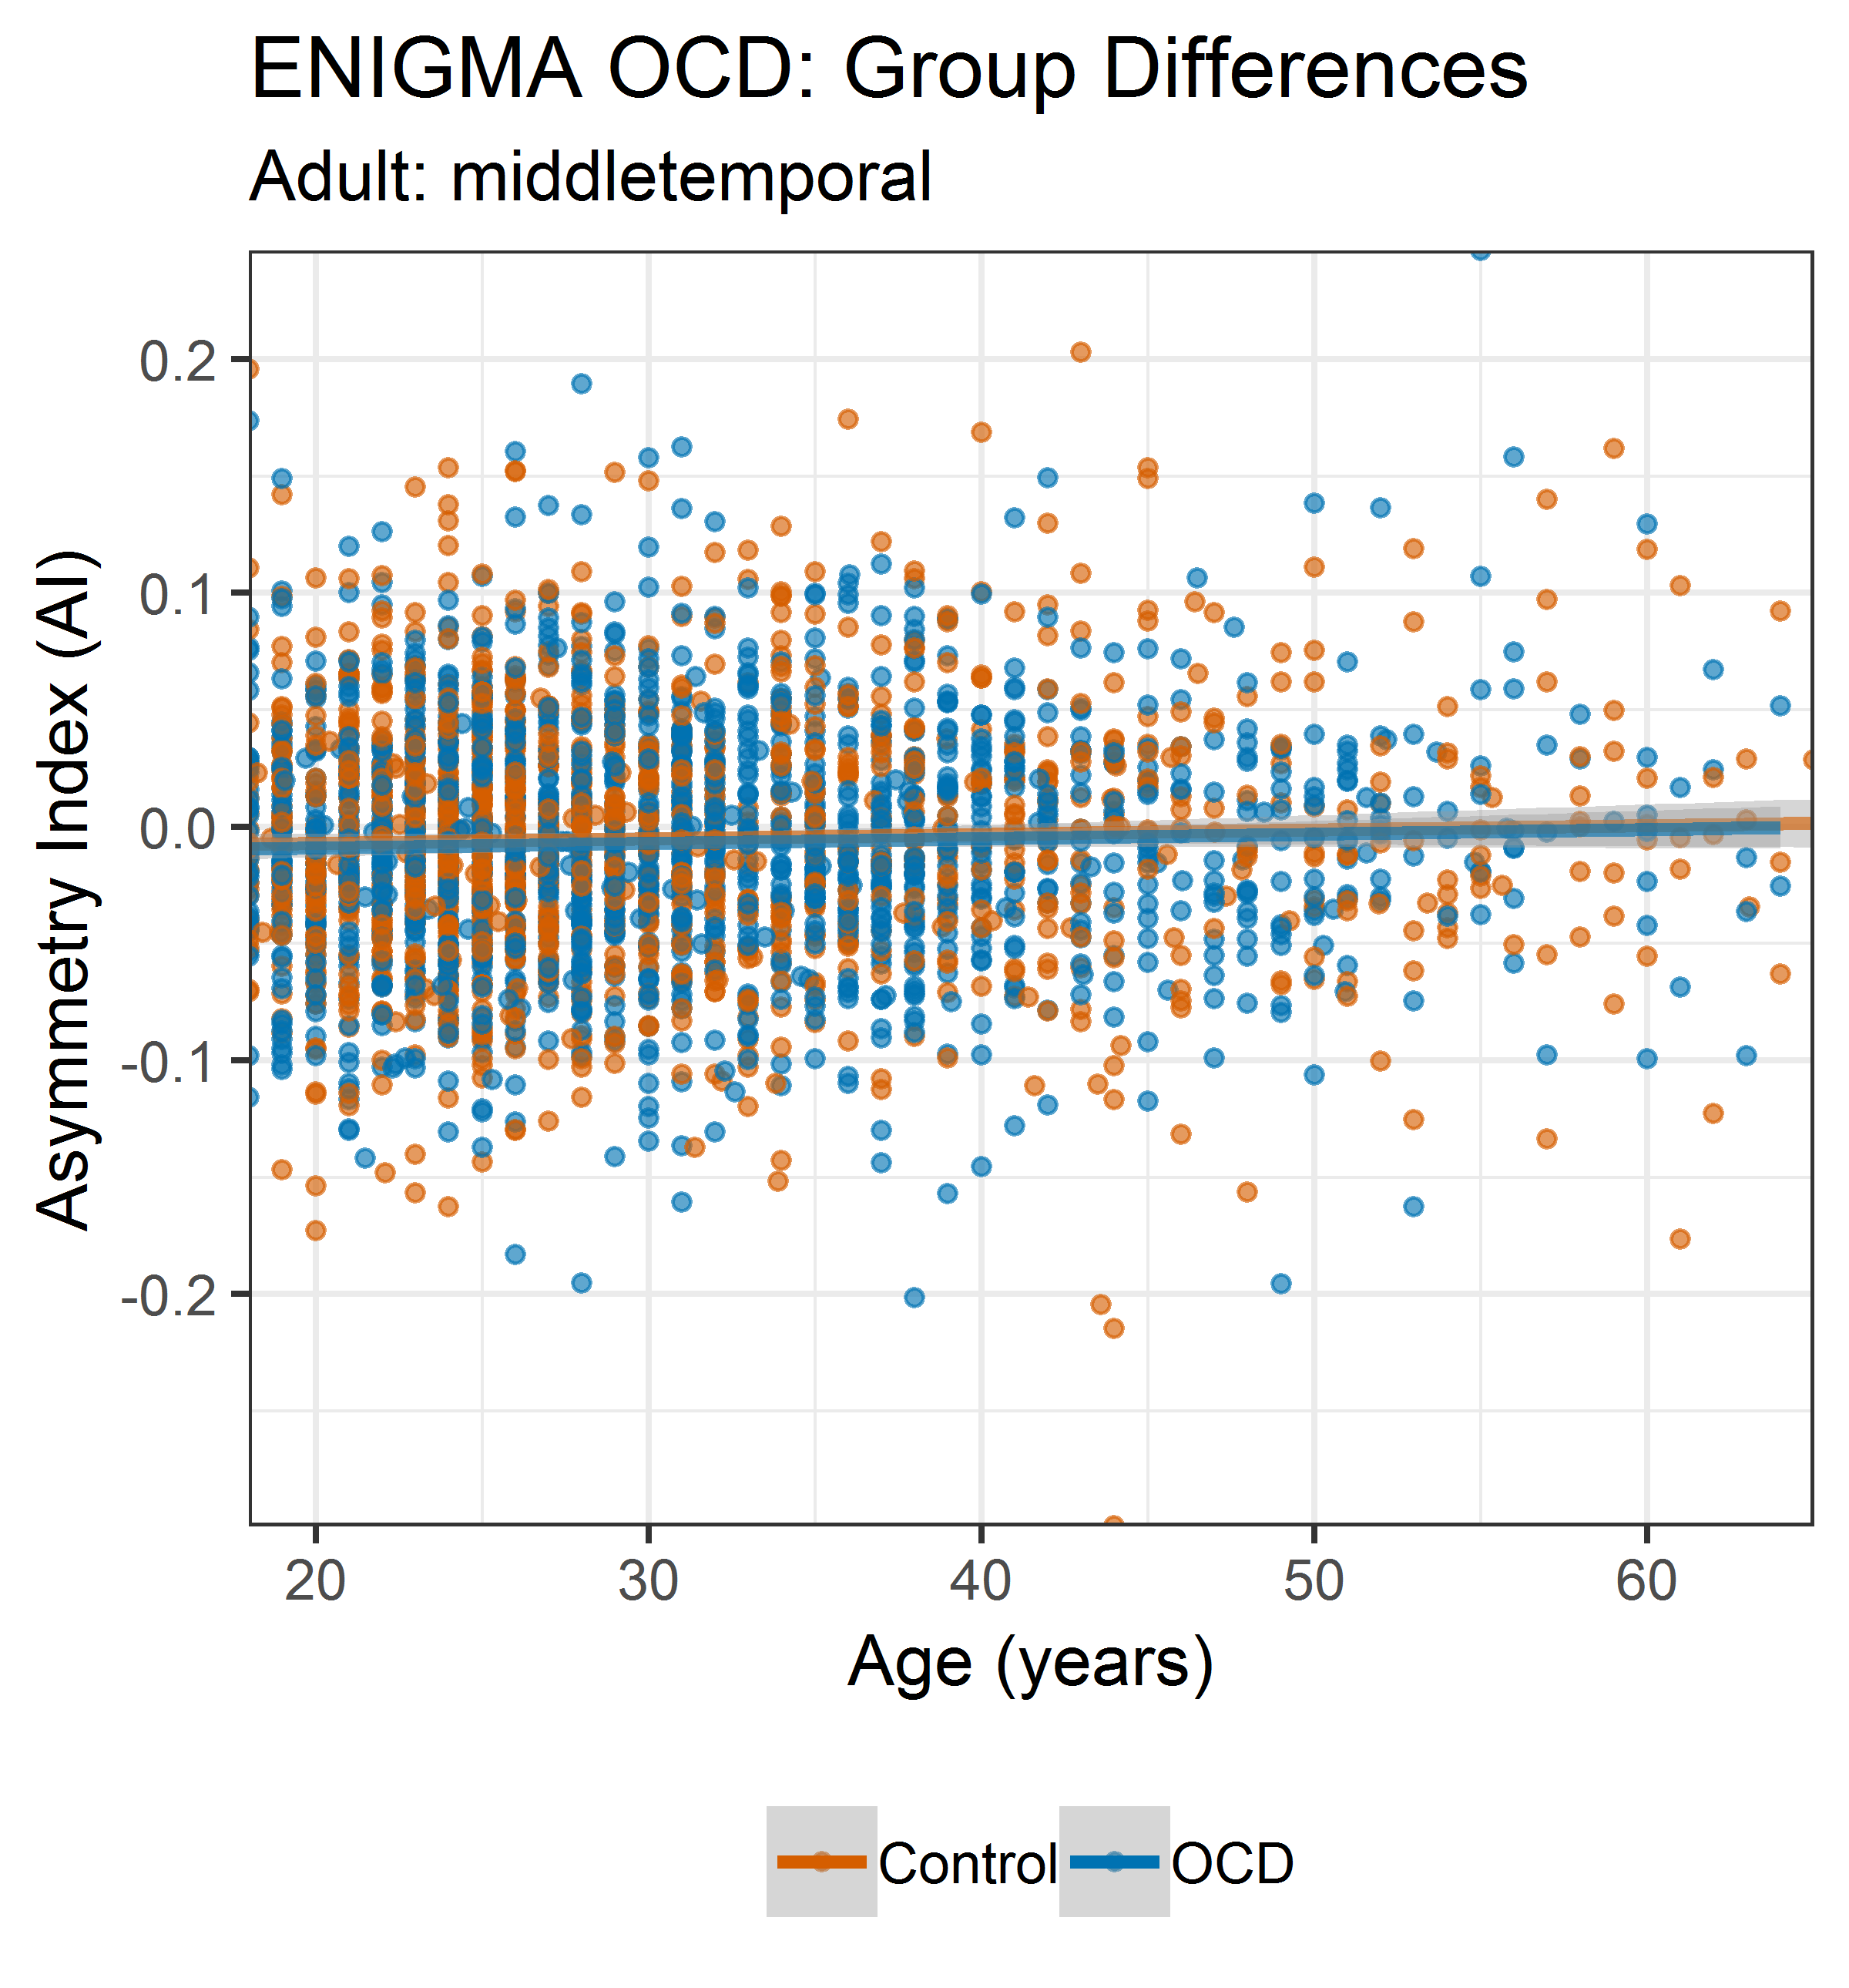 ENIGMA OCD: Group Differences
Adult: middletemporal
Asymmetry Index (AI)
0.2
0.1
0.0
-0.1
-0.2
20 30 40 50 60
Age (years)
Control OCD